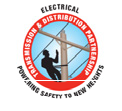 ELECTRICAL
TRANSMISSION & DISTRIBUTION PARTNERSHIP
POWERING SAFETY TO NEW HEIGHTS